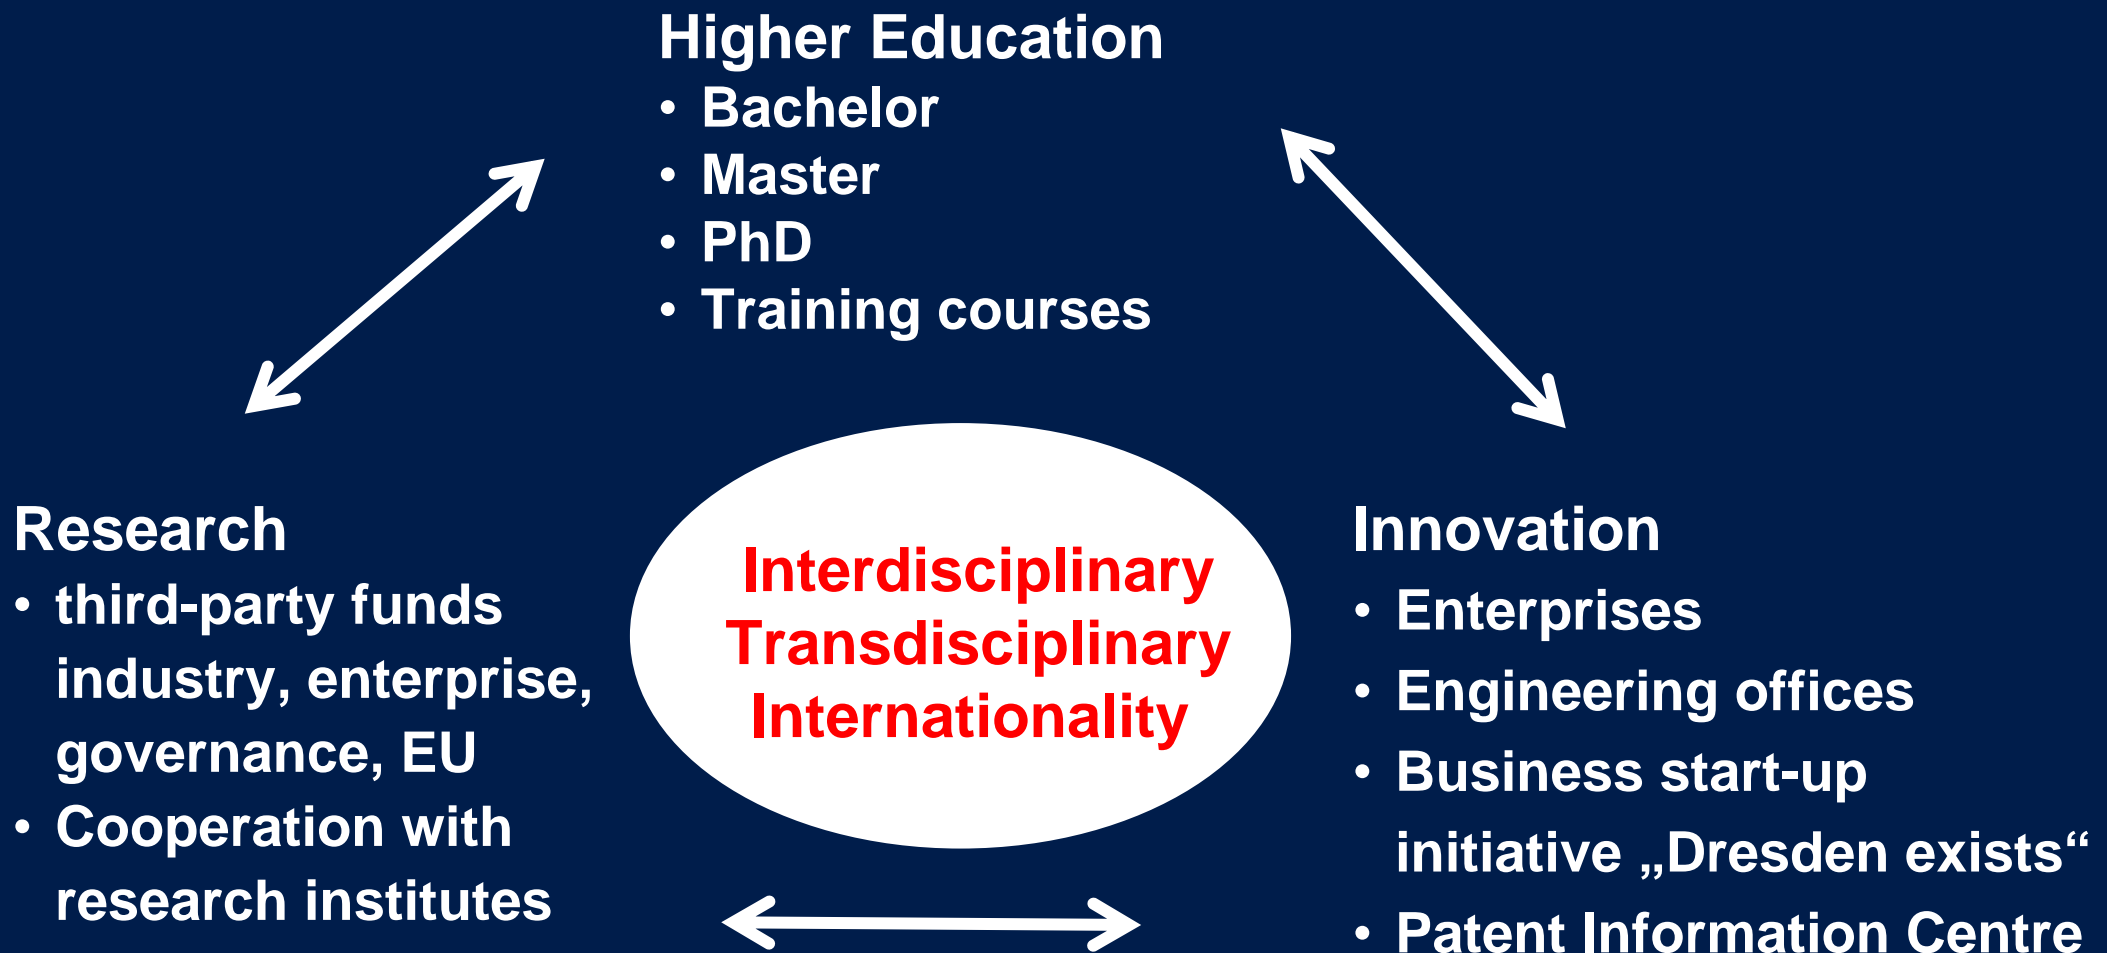 Higher Education
• Bachelor
• Master
• PhD
• Training courses
Research
• third-party funds
industry, enterprise,
governance, EU
• Cooperation with
research institutes
Interdisciplinary
Transdisciplinary
Internationality
Innovation
• Enterprises
• Engineering offices
• Business start-up
initiative „Dresden exists“
• Patent Information Centre